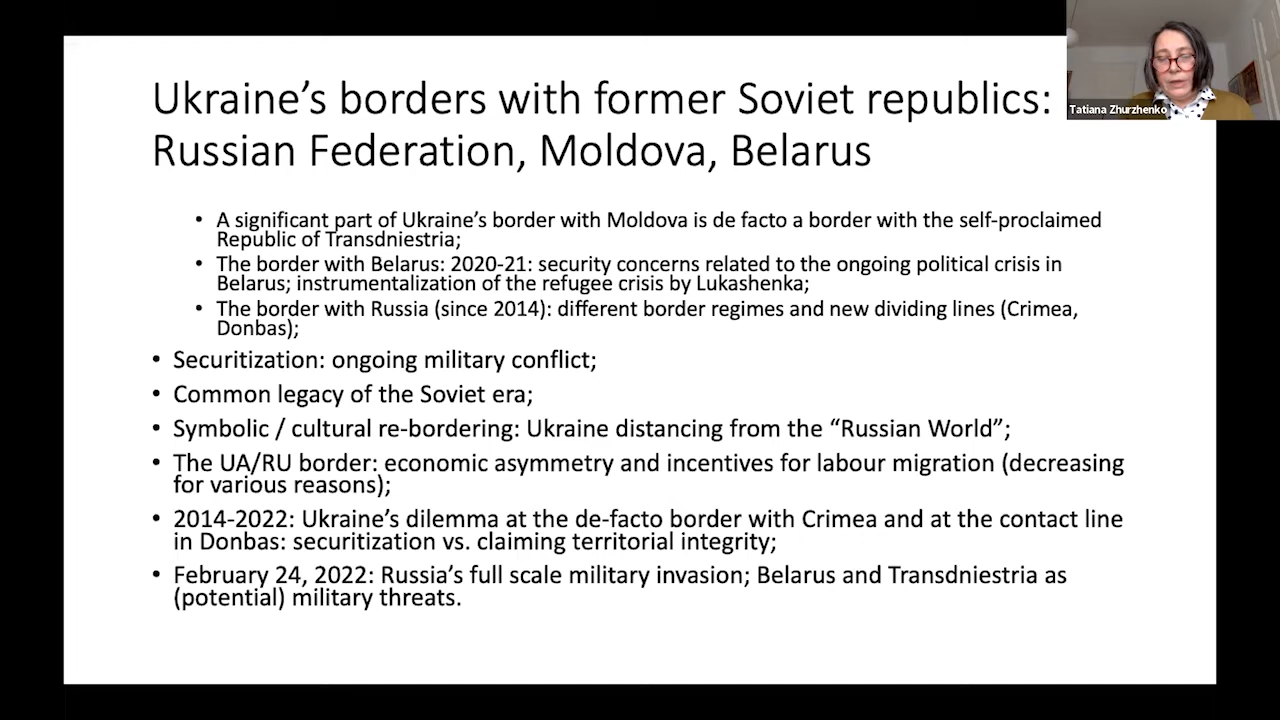 Ukraine's borders with former Soviet republics:
Russian Federation, Moldova, Belarus
Tatiana Zhurzhenko
• A significant part of Ukraine's border with Moldova is de facto a border with the self-proclaimed
Republic of Transdniestria;
• The border with Belarus: 2020-21: security concerns related to the ongoing political crisis in
Belarus; instrumentalization of the refugee crisis by Lukashenka;
• The border with Russia (since 2014): different border regimes and new dividing lines (Crimea,
Donbas);
• Securitization: ongoing military conflict;
• Common legacy of the Soviet era;
• Symbolic / cultural re-bordering: Ukraine distancing from the “Russian World”;
• The UA/RU border: economic asymmetry and incentives for labour migration (decreasing
for various reasons);
• 2014-2022: Ukraine's dilemma at the de-facto border with Crimea and at the contact line
in Donbas: securitization vs. claiming territorial integrity;
• February 24, 2022: Russia's full scale military invasion; Belarus and Transdniestria as
(potential) military threats.